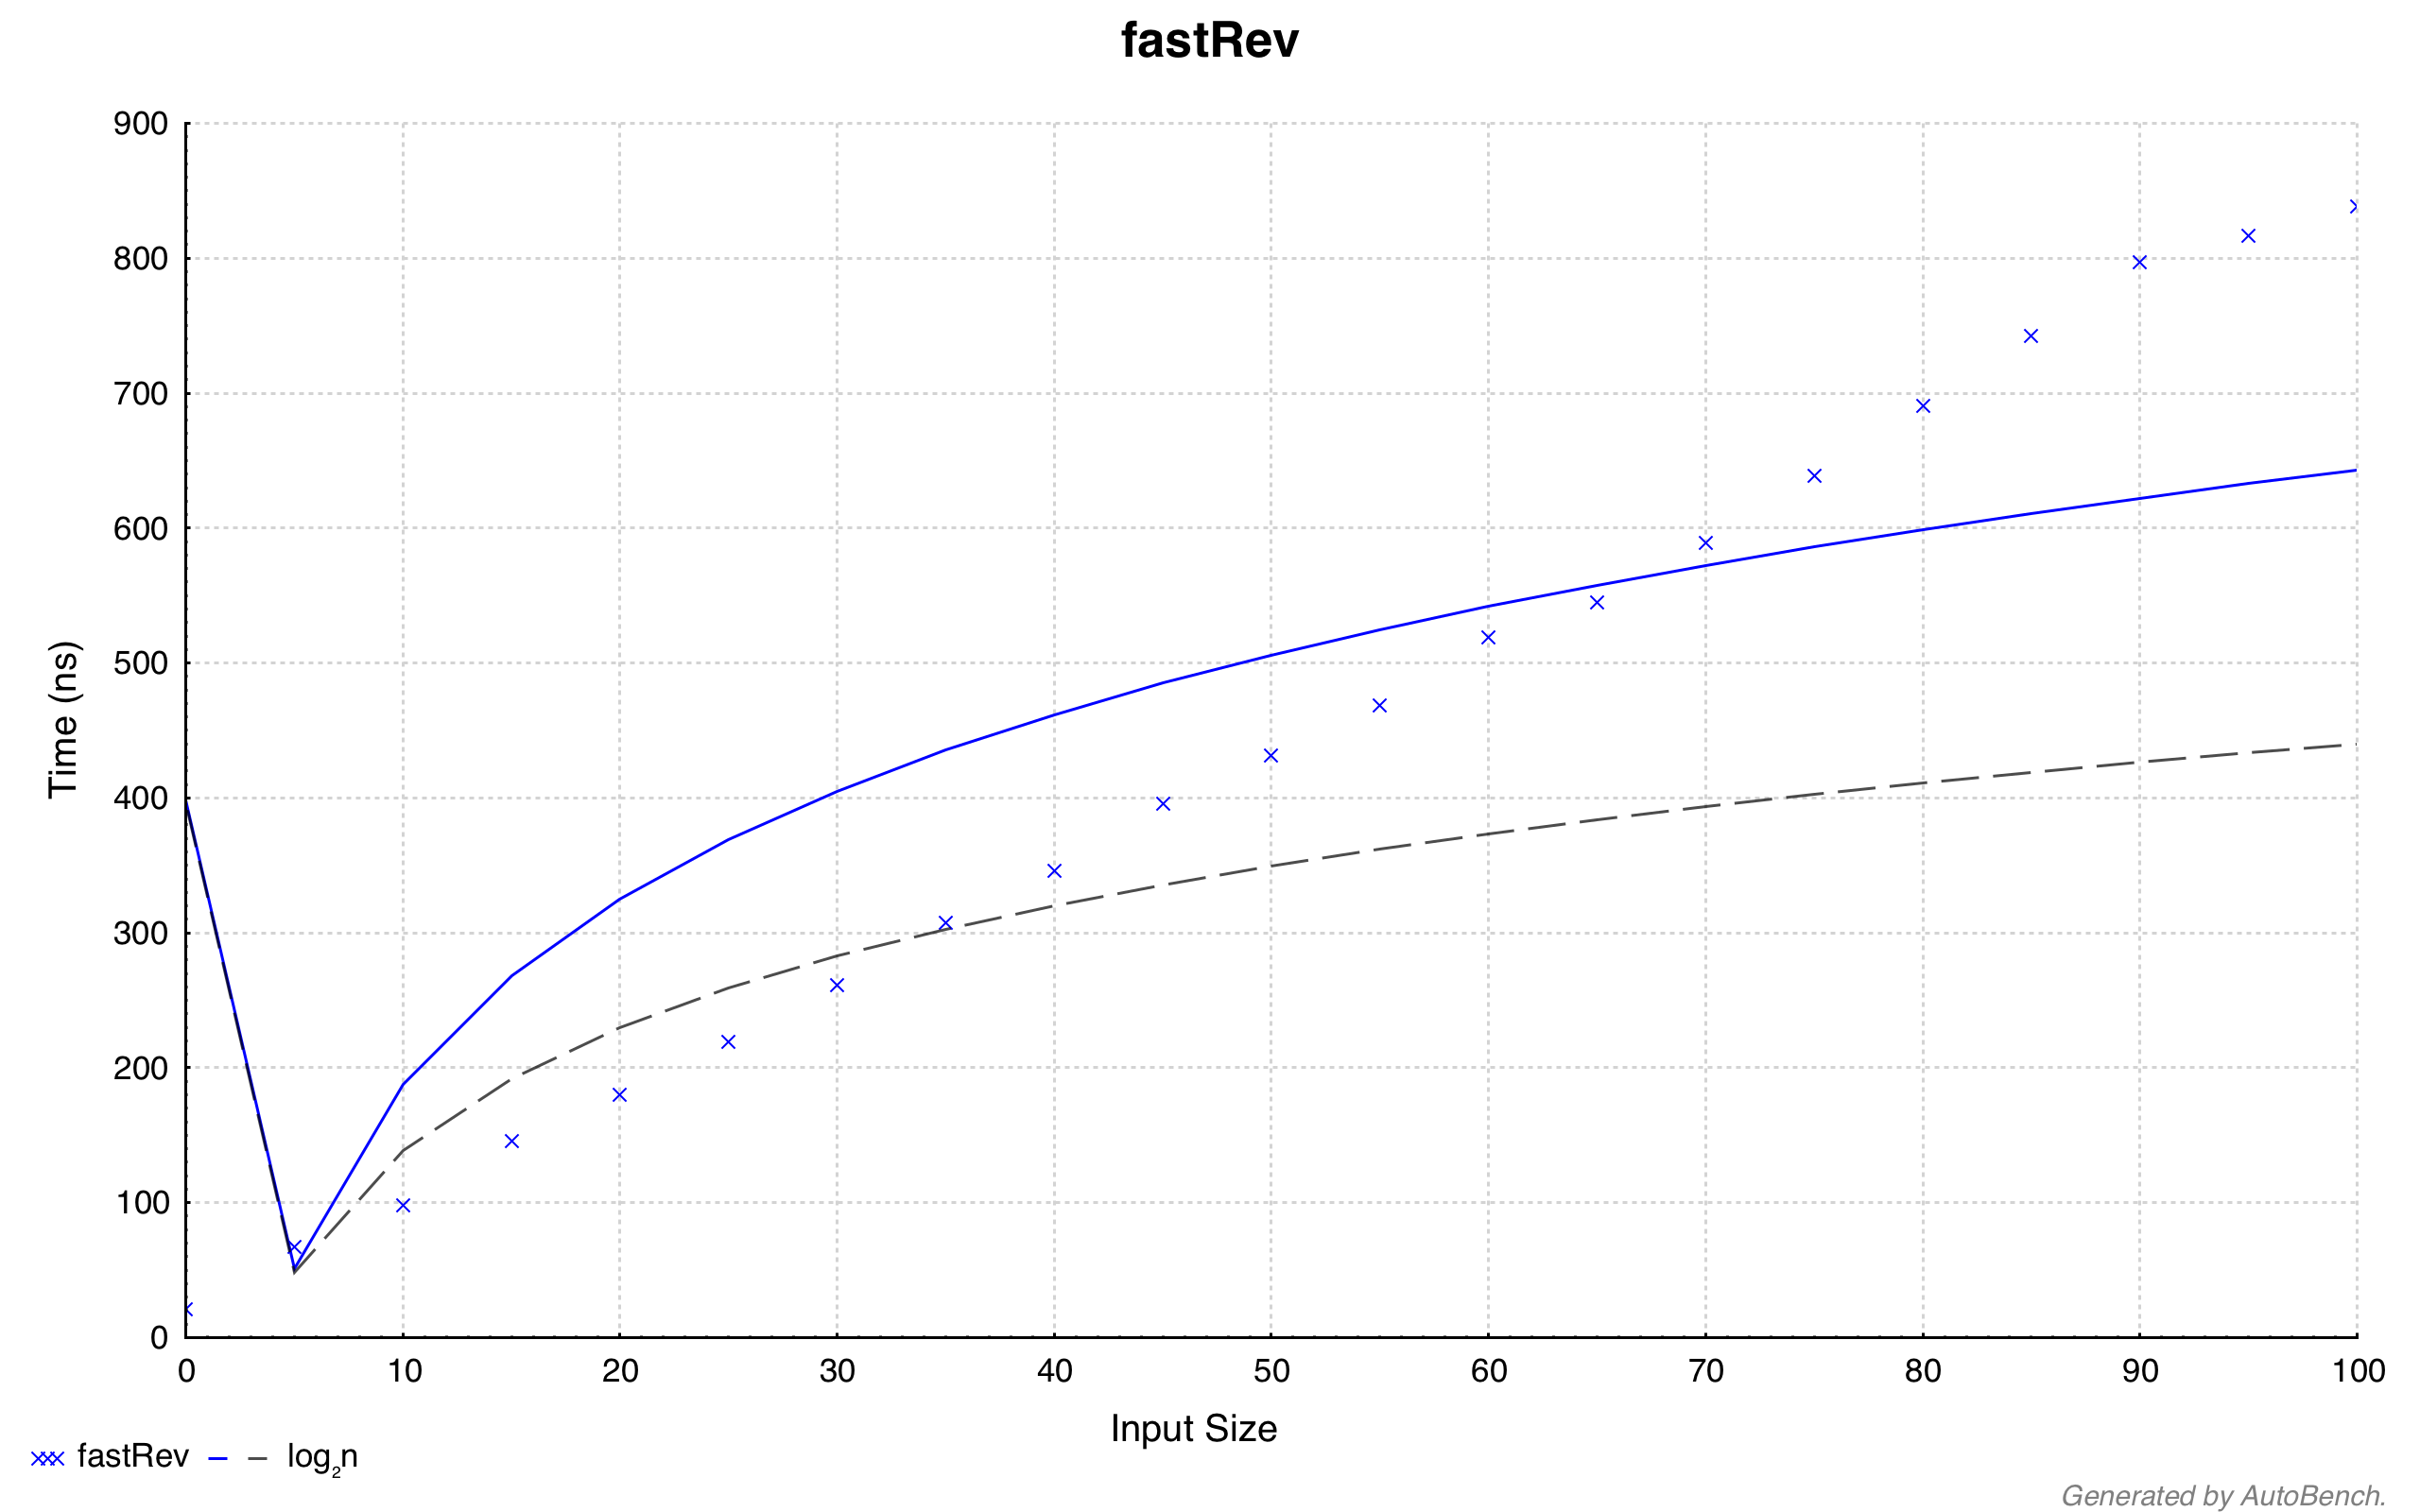 fastRev
900
800
700
600
500
400
300
200
100
0
Time (ns)
0 10 20 30 40 50 60 70 80 90 100
Input Size
fastRev log₂n
Generated by AutoBench.